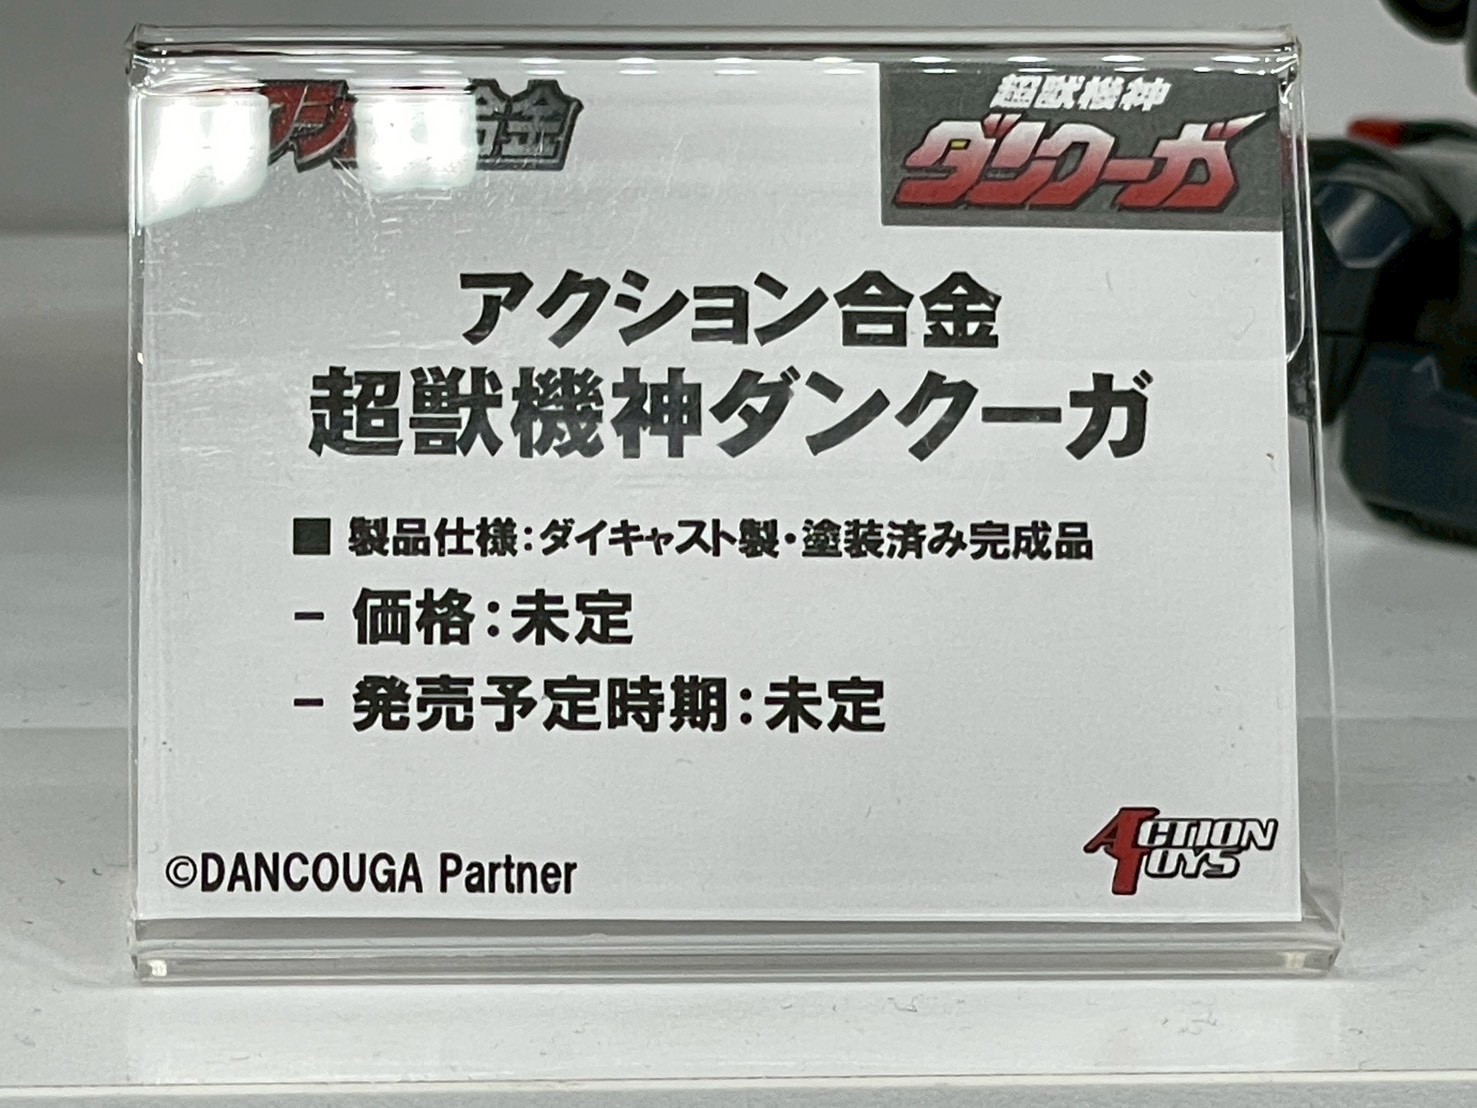 合金
超獣機神
ダンクーガ
アクション合金
超獣機神ダンクーガ
■ 製品仕様：ダイキャスト製・塗装済み完成品
- 価格：未定
- 発売予定時期：未定
ACTION
TOYS
©DANCOUGA Partner